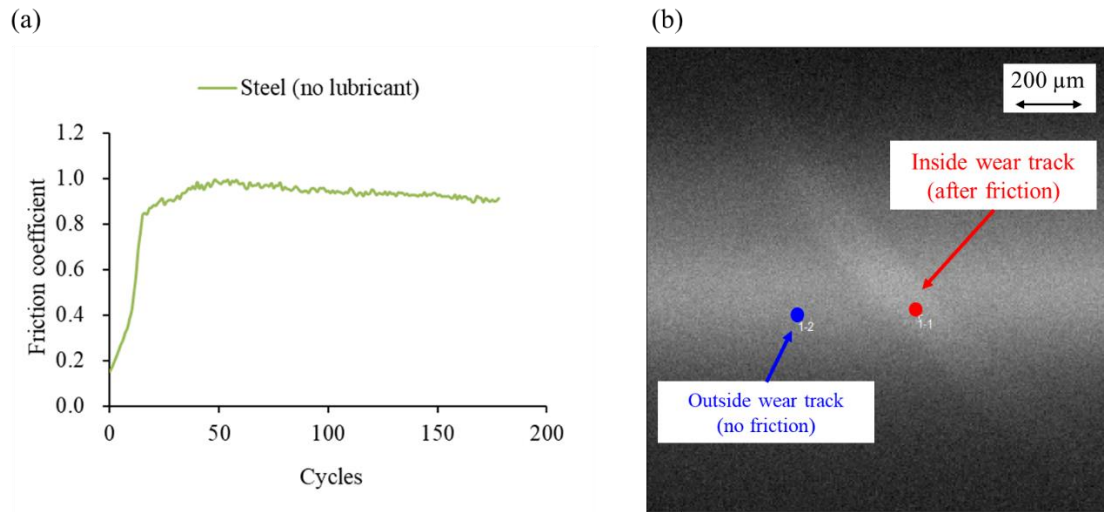 (a)
Steel (no lubricant)
Friction coefficient
1.2
1.0
0.8
0.6
0.4
0.2
0.0
0
50
100
150
200
Cycles
(b)
200 µm
Inside wear track
(after friction)
1-1
1-2
Outside wear track
(no friction)